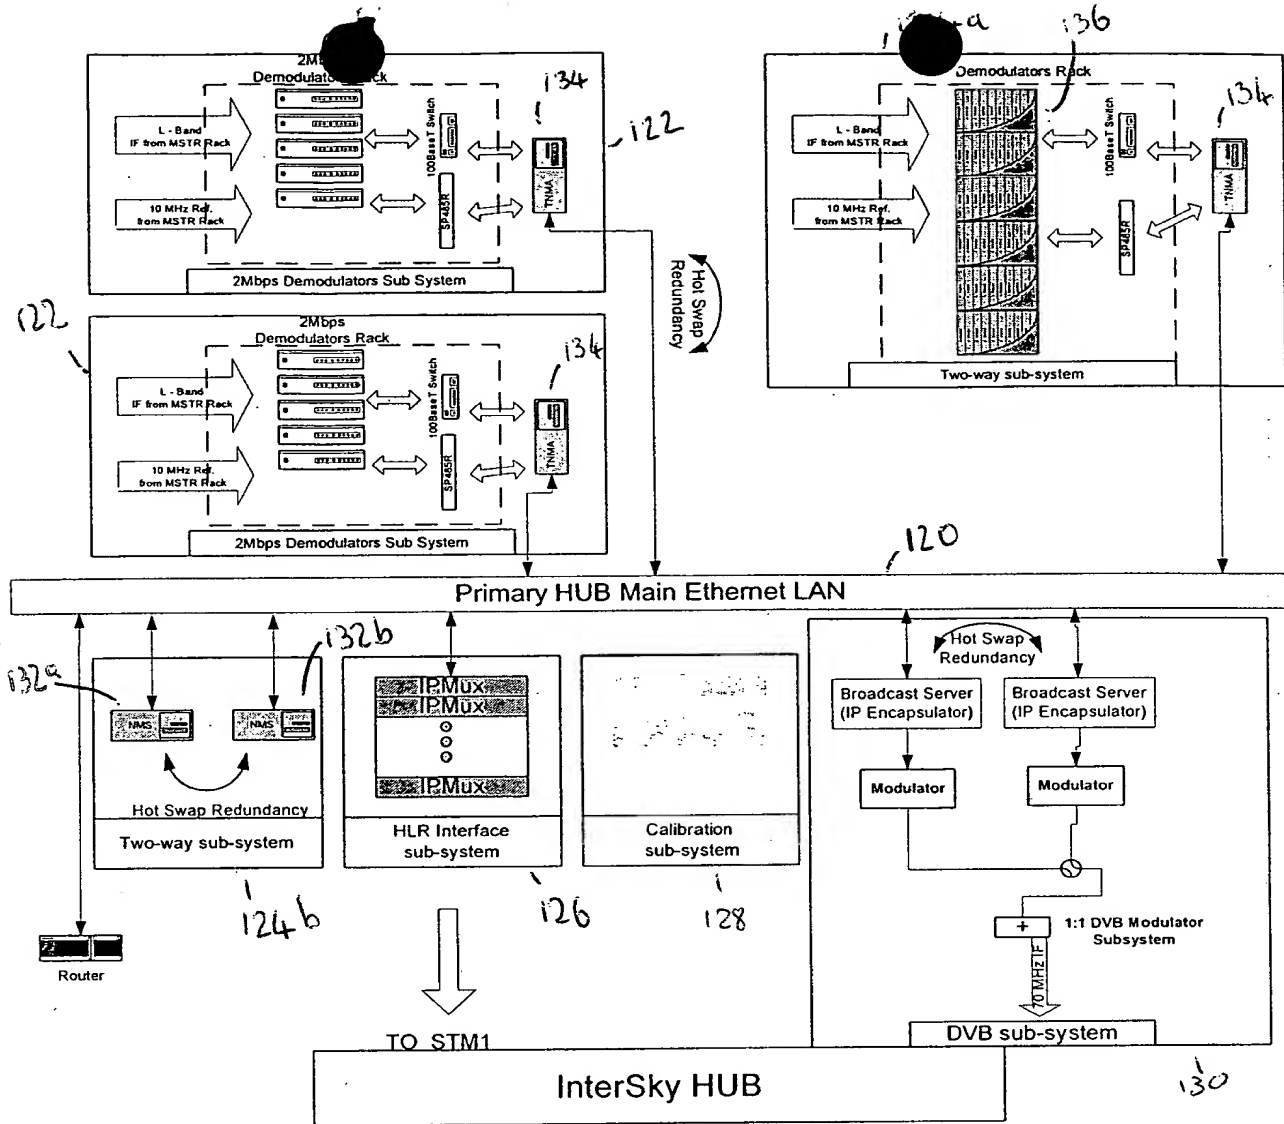 134
122
Demodulators Rack
L - Band
IF from MSTR Rack
10 MHz Ref.
from MSTR Rack
100BaseT Switch
SP485R
TNMA
2Mbps Demodulators Sub System
Hot Swap
Redundancy
136
134
Demodulators Rack
L - Band
IF from MSTR Rack
10 MHz Ref.
from MSTR Rack
100BaseT Switch
SP485R
TNMA
Two-way sub-system
122
2Mbps
Demodulators Rack
134
L - Band
IF from MSTR Rack
10 MHz Ref.
from MSTR Rack
100BaseT Switch
SP485R
TNMA
2Mbps Demodulators Sub System
120
Primary HUB Main Ethernet LAN
132a
132b
NMS
NMS
Hot Swap Redundancy
Two-way sub-system
124b
Router
IPMux
IPMux
IPMux
HLR Interface
sub-system
126
TO STM1
Calibration
sub-system
128
Hot Swap
Redundancy
Broadcast Server
(IP Encapsulator)
Broadcast Server
(IP Encapsulator)
Modulator
Modulator
+
1:1 DVB Modulator
Subsystem
70 MHz IF
DVB sub-system
130
InterSky HUB